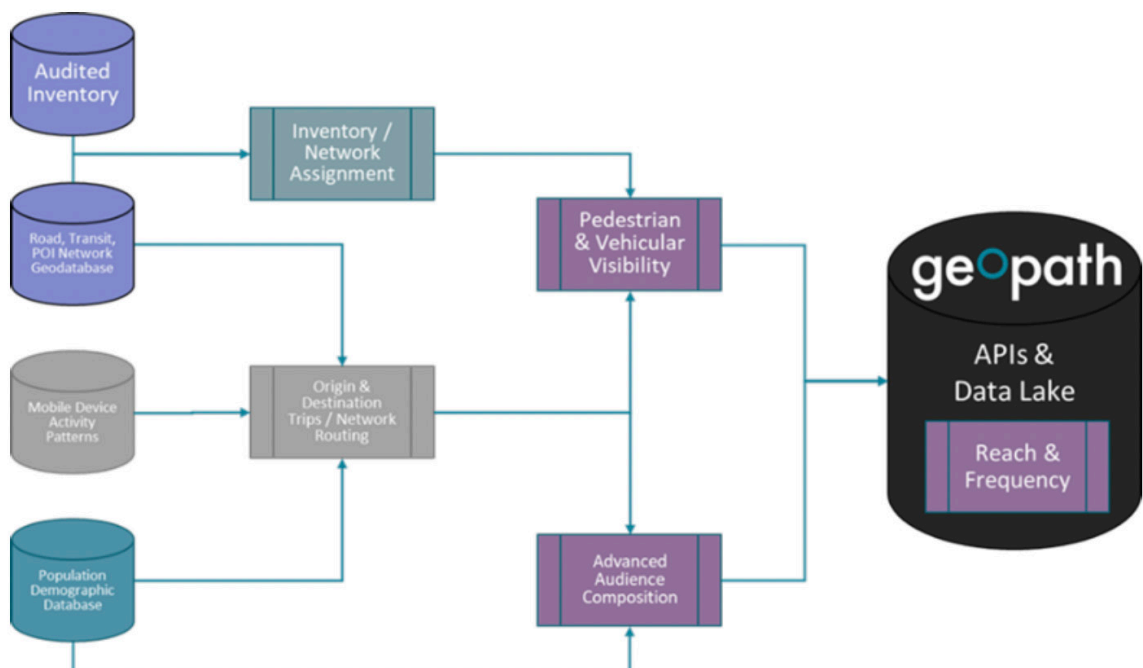 Audited
Inventory
Inventory /
Network
Assignment
Road, Transit,
POI Network
Geodatabase
Pedestrian
& Vehicular
Visibility
geopath
APIs &
Data Lake
Reach &
Frequency
Mobile Device
Activity
Patterns
Origin &
Destination
Trips / Network
Routing
Population
Demographic
Database
Advanced
Audience
Composition